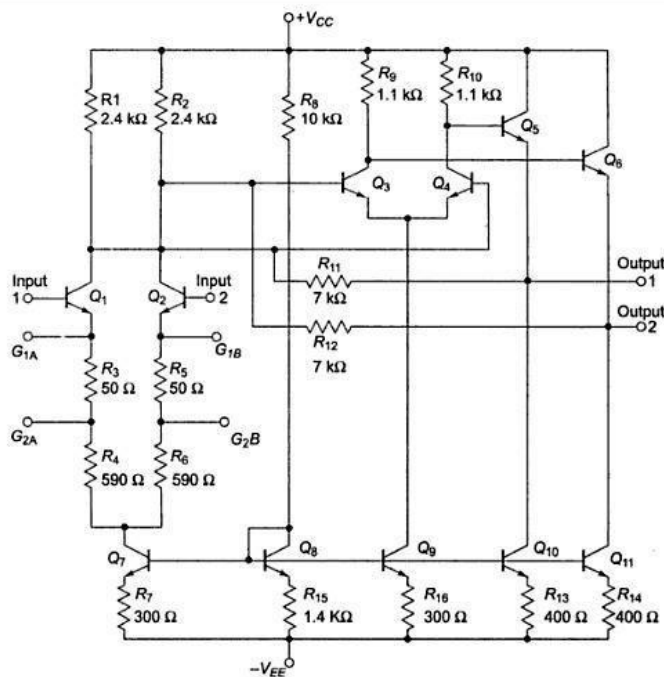 +VCC
R1
2.4 kΩ
R2
2.4 kΩ
R8
10 kΩ
R9
1.1 kΩ
R10
1.1 kΩ
Q5
Q3
Q4
Q6
Input
1
Q1
Q2
Input
2
R11
7 kΩ
Output
1
Output
2
R12
7 kΩ
G1A
G1B
R3
50 Ω
R5
50 Ω
G2A
G2B
R4
590 Ω
R6
590 Ω
Q7
Q8
Q9
Q10
Q11
R7
300 Ω
R15
1.4 KΩ
R16
300 Ω
R13
400 Ω
R14
400 Ω
–VEE